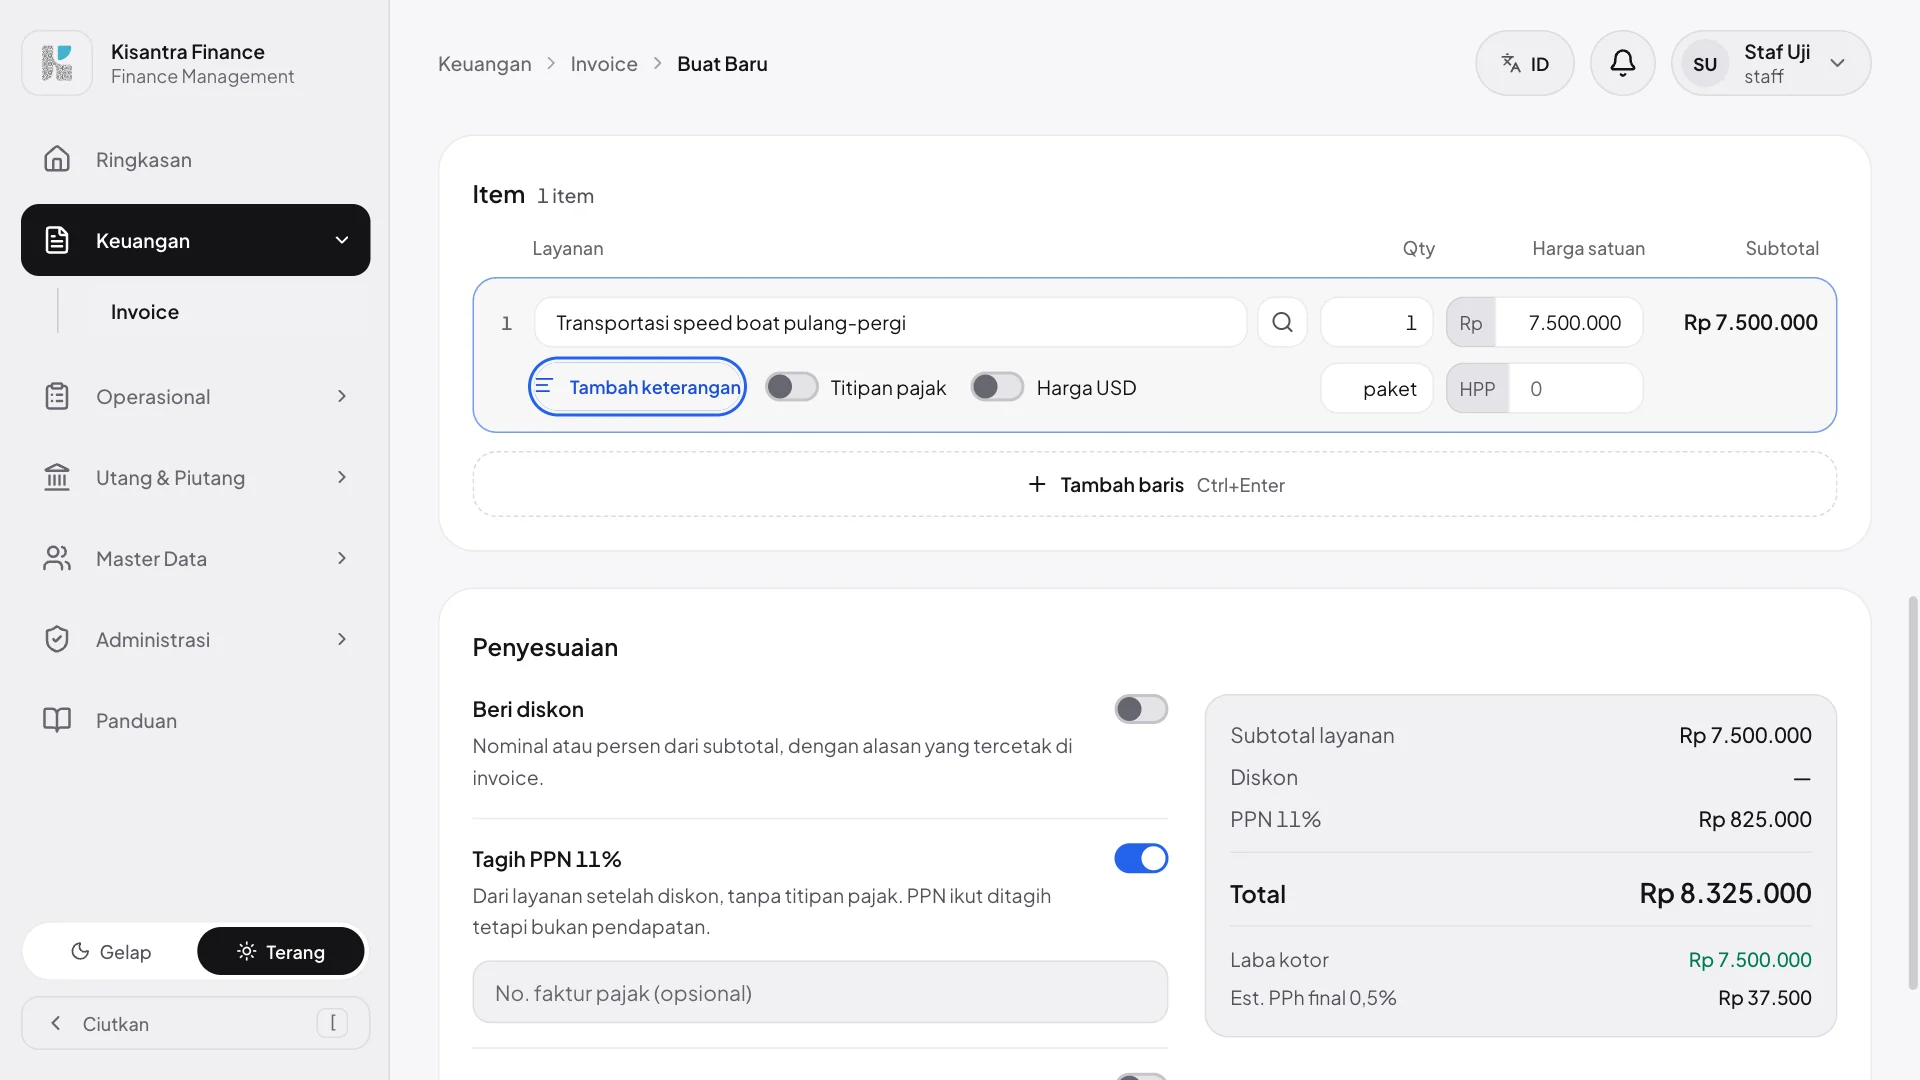 Kisantra Finance
Finance Management
Keuangan > Invoice > Buat Baru
ID
SU
Staf Uji
staff
Ringkasan
Keuangan
Invoice
Operasional
Utang & Piutang
Master Data
Administrasi
Panduan
Gelap
Terang
Ciutkan
[
Item 1 item
Layanan Qty Harga satuan Subtotal
1 Transportasi speed boat pulang-pergi 1 Rp 7.500.000 Rp 7.500.000
Tambah keterangan Titipan pajak Harga USD paket HPP 0
+ Tambah baris Ctrl+Enter
Penyesuaian
Beri diskon
Nominal atau persen dari subtotal, dengan alasan yang tercetak di
invoice.
Tagih PPN 11%
Dari layanan setelah diskon, tanpa titipan pajak. PPN ikut ditagih
tetapi bukan pendapatan.
No. faktur pajak (opsional)
Subtotal layanan Rp 7.500.000
Diskon —
PPN 11% Rp 825.000
Total Rp 8.325.000
Laba kotor Rp 7.500.000
Est. PPh final 0,5% Rp 37.500